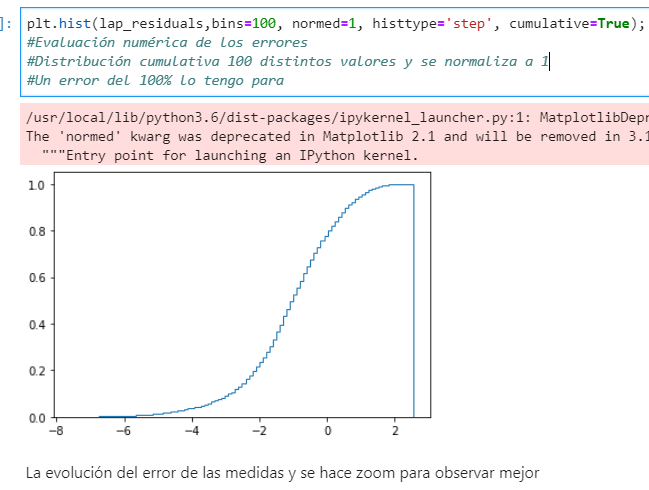 ]: plt.hist(lap_residuals,bins=100, normed=1, histtype='step', cumulative=True);
#Evaluación numérica de los errores
#Distribución cumulativa 100 distintos valores y se normaliza a 1
#Un error del 100% lo tengo para
/usr/local/lib/python3.6/dist-packages/ipykernel_launcher.py:1: MatplotlibDepr
The 'normed' kwarg was deprecated in Matplotlib 2.1 and will be removed in 3.1
"""Entry point for launching an IPython kernel.
1.0
0.8
0.6
0.4
0.2
0.0
−8 −6 −4 −2 0 2
La evolución del error de las medidas y se hace zoom para observar mejor